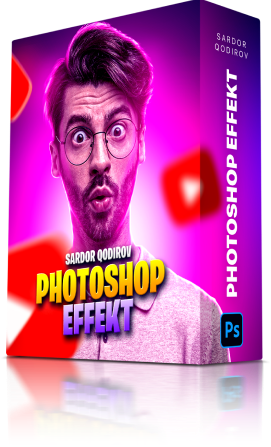 SARDOR QODIROV
PHOTOSHOP
EFFEKT
SARDOR
QODIROV
PHOTOSHOP EFFEKT
Ps